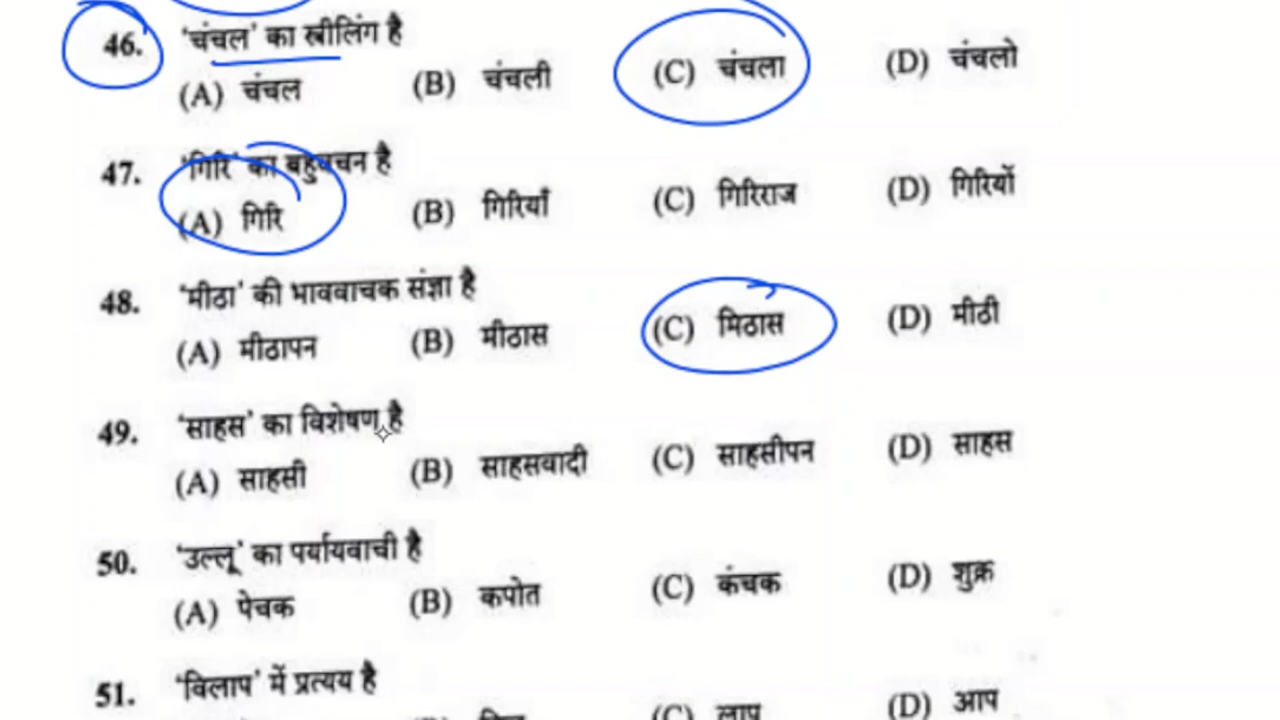 46. 'चंचल' का स्त्रीलिंग है
(A) चंचल (B) चंचली (C) चंचला (D) चंचलो
47. 'गिरि' का बहुवचन है
(A) गिरि (B) गिरियाँ (C) गिरिराज (D) गिरियों
48. 'मीठा' की भाववाचक संज्ञा है
(A) मीठापन (B) मीठास (C) मिठास (D) मीठी
49. 'साहस' का विशेषण है
(A) साहसी (B) साहसवादी (C) साहसीपन (D) साहस
50. 'उल्लू' का पर्यायवाची है
(A) पेचक (B) कपोत (C) कंचक (D) शुक्र
51. 'विलाप' में प्रत्यय है
(C) लाप (D) आप